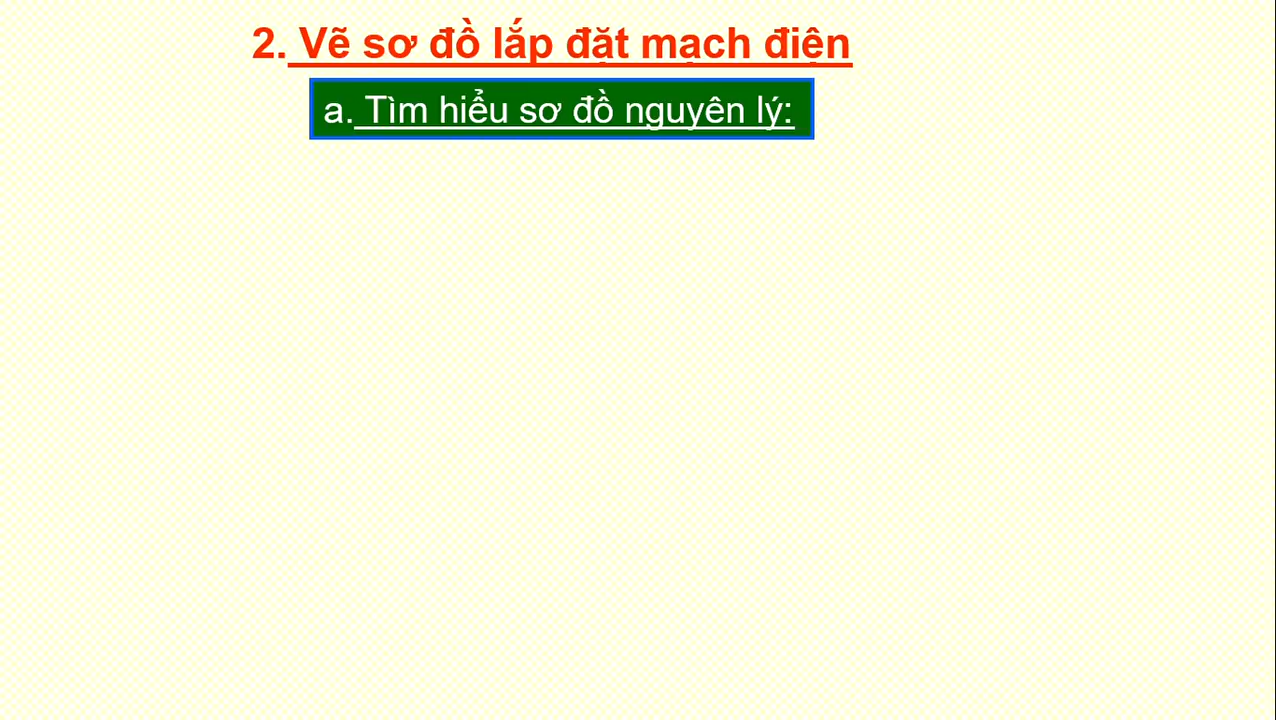 2. Vẽ sơ đồ lắp đặt mạch điện
a. Tìm hiểu sơ đồ nguyên lý: